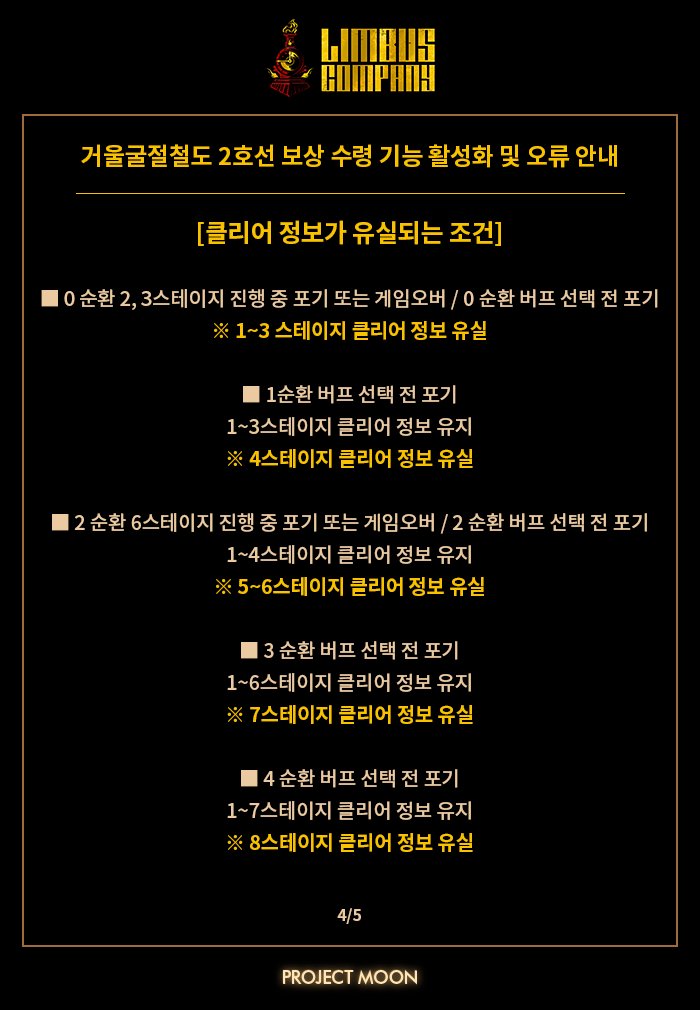 LIMBUS
COMPANY
거울굴절철도 2호선 보상 수령 기능 활성화 및 오류 안내
[클리어 정보가 유실되는 조건]
■ 0 순환 2, 3스테이지 진행 중 포기 또는 게임오버 / 0 순환 버프 선택 전 포기
※ 1~3 스테이지 클리어 정보 유실
■ 1순환 버프 선택 전 포기
1~3스테이지 클리어 정보 유지
※ 4스테이지 클리어 정보 유실
■ 2 순환 6스테이지 진행 중 포기 또는 게임오버 / 2 순환 버프 선택 전 포기
1~4스테이지 클리어 정보 유지
※ 5~6스테이지 클리어 정보 유실
■ 3 순환 버프 선택 전 포기
1~6스테이지 클리어 정보 유지
※ 7스테이지 클리어 정보 유실
■ 4 순환 버프 선택 전 포기
1~7스테이지 클리어 정보 유지
※ 8스테이지 클리어 정보 유실
4/5
PROJECT MOON